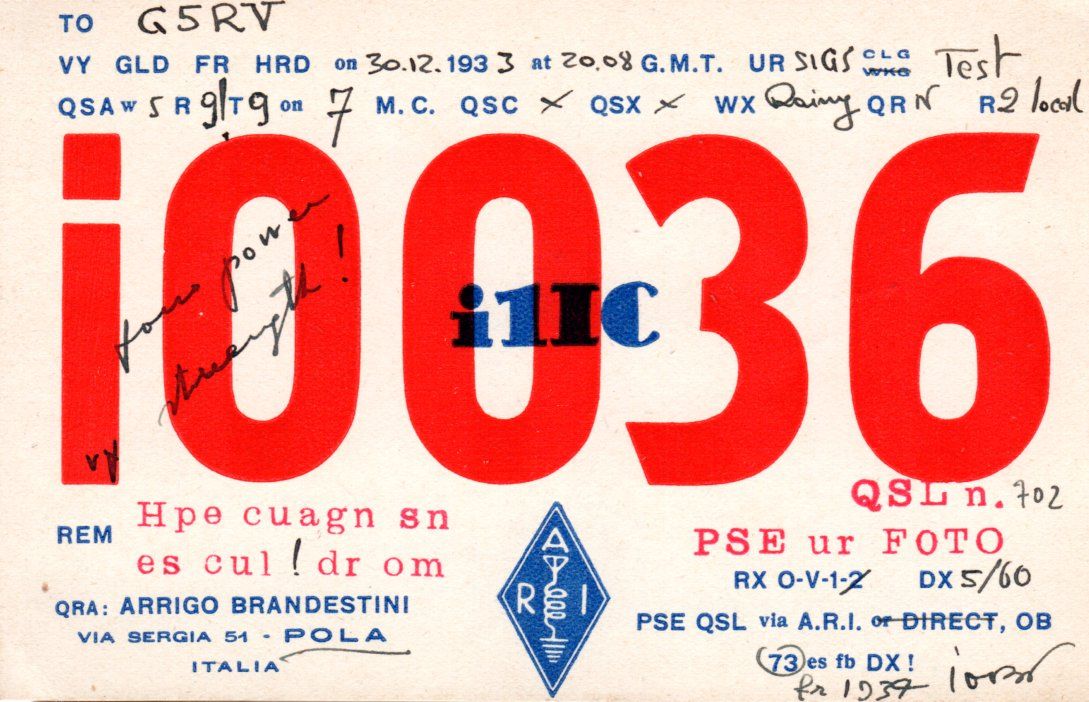 TO G5RV
VY GLD FR HRD on 30.12.1933 at 20.08 G.M.T. UR SIGS CLG WKG Test
QSA w 5 R 9/T9 on 7 M.C. QSC × QSX × WX Rainy QRN R2 local
i0036
i1IC
your power
strength!
vy
QSL n. 702
REM Hpe cuagn sn
es cul ! dr om
PSE ur FOTO
RX O-V-1-2 DX 5/60
QRA: ARRIGO BRANDESTINI
VIA SERGIA 51 - POLA
ITALIA
A
R I
PSE QSL via A.R.I. or DIRECT, OB
73 es fb DX!
fr 1934 i0036